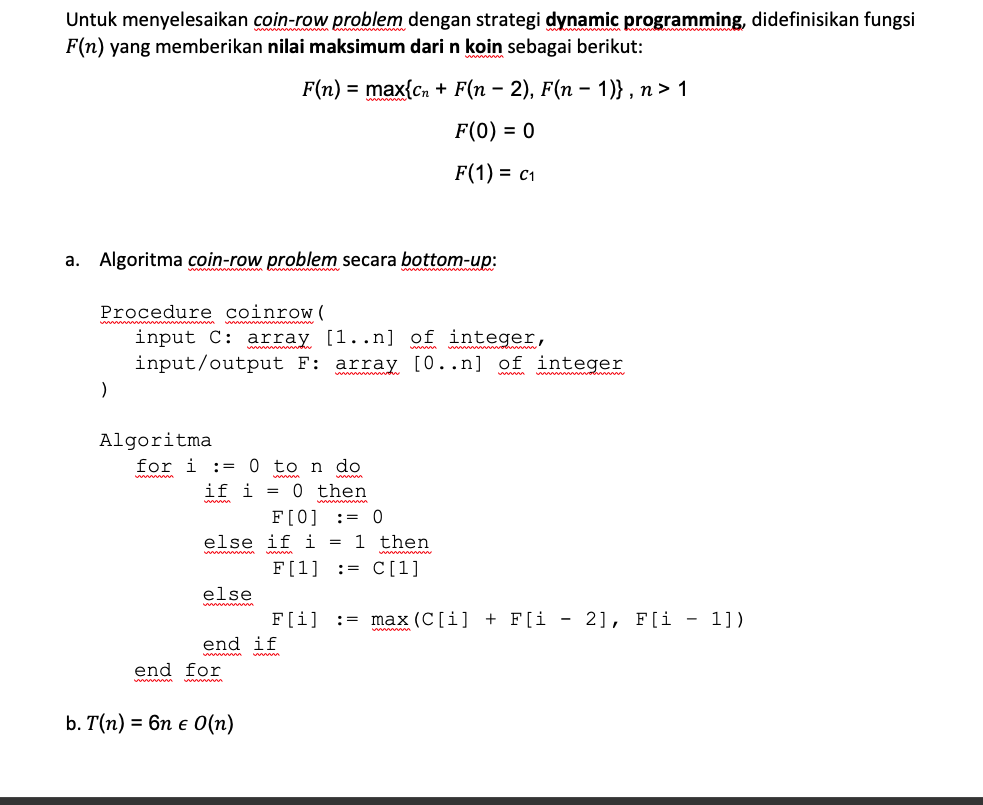 Untuk menyelesaikan coin-row problem dengan strategi dynamic programming, didefinisikan fungsi
F(n) yang memberikan nilai maksimum dari n koin sebagai berikut:
F(n) = max{cₙ + F(n − 2), F(n − 1)} , n > 1
F(0) = 0
F(1) = c₁
a. Algoritma coin-row problem secara bottom-up:
Procedure coinrow(
input C: array [1..n] of integer,
input/output F: array [0..n] of integer
)
Algoritma
for i := 0 to n do
if i = 0 then
F[0] := 0
else if i = 1 then
F[1] := C[1]
else
F[i] := max(C[i] + F[i - 2], F[i - 1])
end if
end for
b. T(n) = 6n ϵ O(n)